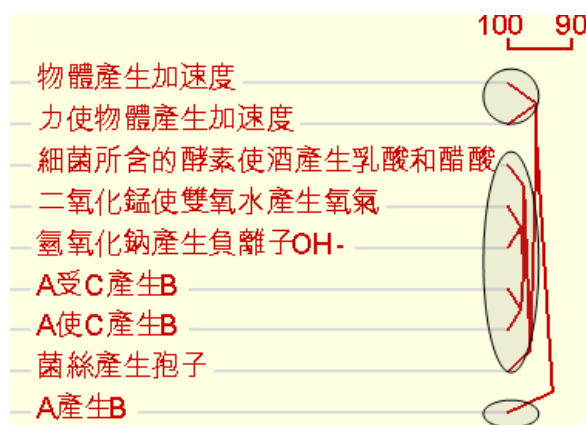 100 90
物體產生加速度
力使物體產生加速度
細菌所含的酵素使酒產生乳酸和醋酸
二氧化錳使雙氧水產生氧氣
氫氧化鈉產生負離子OH-
A受C產生B
A使C產生B
菌絲產生孢子
A產生B